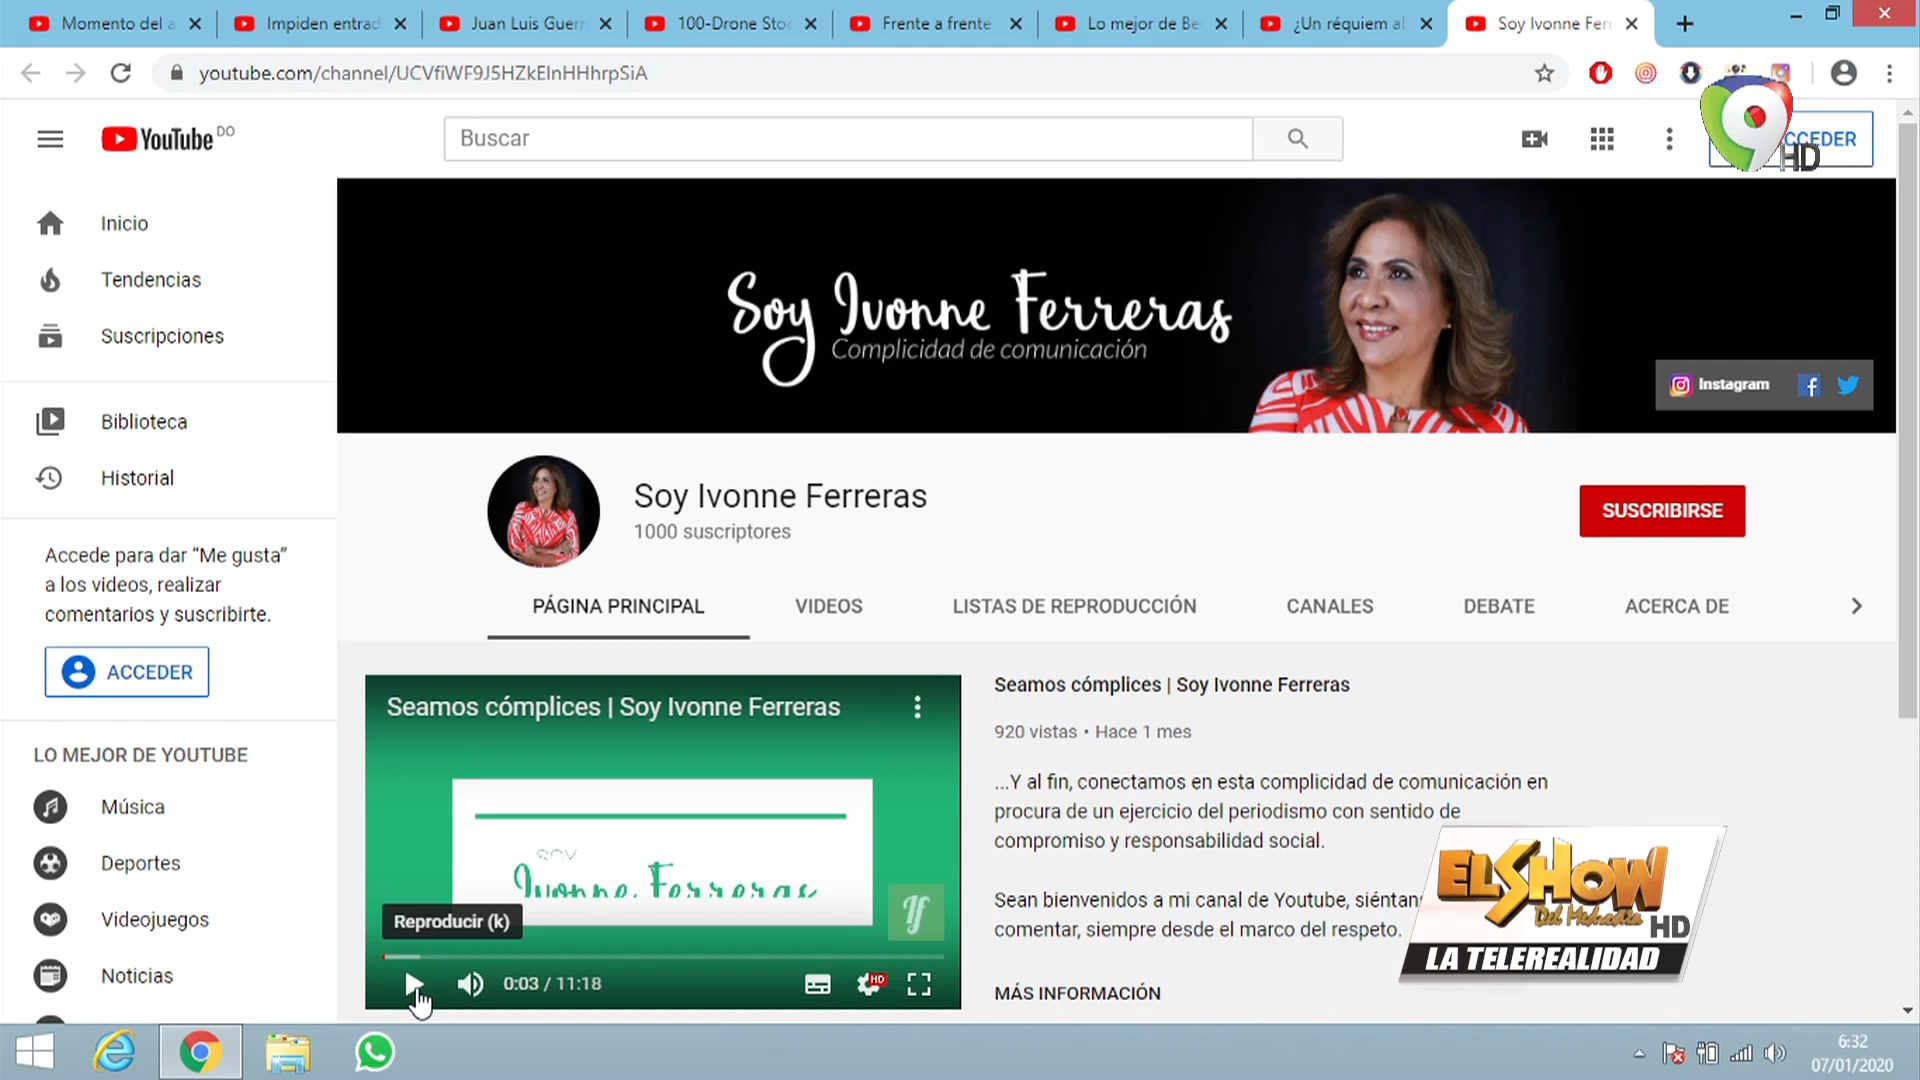 Momento del a
Impiden entrad
Juan Luis Guerr
100-Drone Sto
Frente a frente
Lo mejor de Be
¿Un réquiem al
Soy Ivonne Fer
youtube.com/channel/UCVfiWF9J5HZkElnHHhrpSiA
YouTube DO
Buscar
CCEDER
HD
Inicio
Tendencias
Suscripciones
Biblioteca
Historial
Accede para dar “Me gusta”
a los videos, realizar
comentarios y suscribirte.
ACCEDER
LO MEJOR DE YOUTUBE
Música
Deportes
Videojuegos
Noticias
Soy Ivonne Ferreras
Complicidad de comunicación
Instagram
Soy Ivonne Ferreras
1000 suscriptores
SUSCRIBIRSE
PÁGINA PRINCIPAL
VIDEOS
LISTAS DE REPRODUCCIÓN
CANALES
DEBATE
ACERCA DE
Seamos cómplices | Soy Ivonne Ferreras
SOY
Ivonne Ferreras
If
Reproducir (k)
0:03 / 11:18
HD
Seamos cómplices | Soy Ivonne Ferreras
920 vistas • Hace 1 mes
...Y al fin, conectamos en esta complicidad de comunicación en
procura de un ejercicio del periodismo con sentido de
compromiso y responsabilidad social.
Sean bienvenidos a mi canal de Youtube, siéntan
comentar, siempre desde el marco del respeto.
MÁS INFORMACIÓN
EL SHOW
Del Mediodía
HD
LA TELEREALIDAD
6:32
07/01/2020